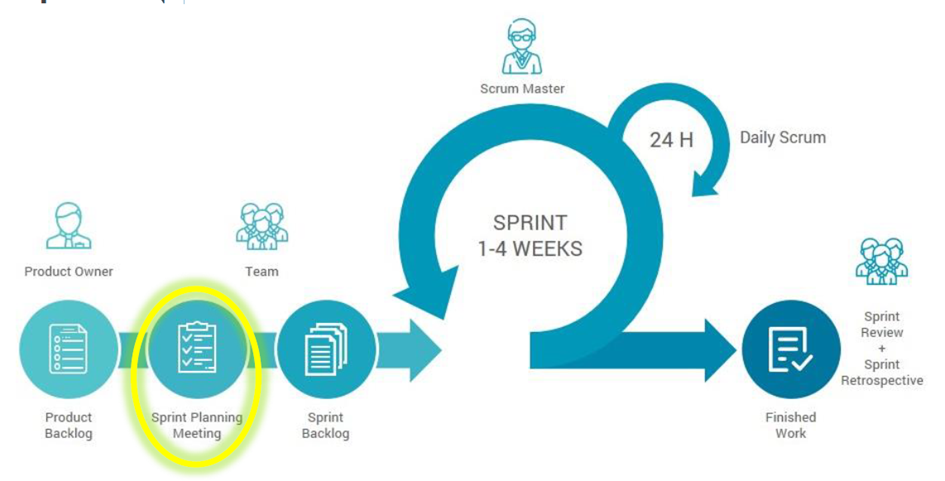 Scrum Master
24 H
Daily Scrum
SPRINT
1-4 WEEKS
Product Owner
Team
Sprint
Review
+
Sprint
Retrospective
Product
Backlog
Sprint Planning
Meeting
Sprint
Backlog
Finished
Work